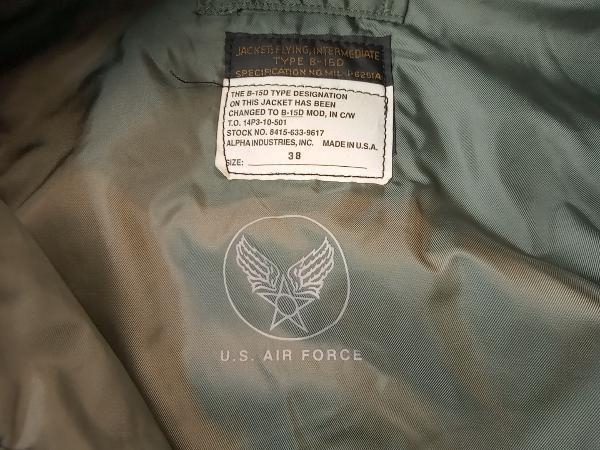 JACKET, FLYING, INTERMEDIATE
TYPE B-15D
SPECIFICATION NO. MIL-J-6251A
THE B-15D TYPE DESIGNATION
ON THIS JACKET HAS BEEN
CHANGED TO B-15D MOD, IN C/W
T.O. 14P3-10-501
STOCK NO. 8415-633-9617
ALPHA INDUSTRIES, INC. MADE IN U.S.A.
SIZE: 38
U.S. AIR FORCE